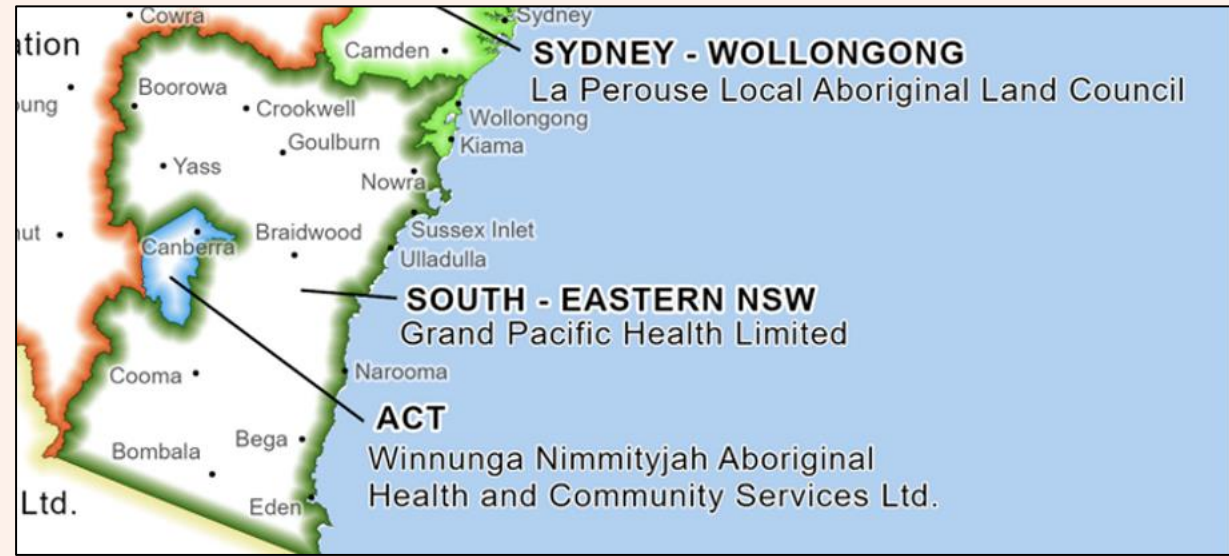 Cowra
Sydney
ation
Camden
SYDNEY - WOLLONGONG
La Perouse Local Aboriginal Land Council
Boorowa
oung
Crookwell
Wollongong
Goulburn
Kiama
Yass
Nowra
Canberra
Braidwood
Sussex Inlet
Ulladulla
SOUTH - EASTERN NSW
Grand Pacific Health Limited
Cooma
Narooma
ACT
Bega
Bombala
Winnunga Nimmityjah Aboriginal
Health and Community Services Ltd.
Eden
Ltd.